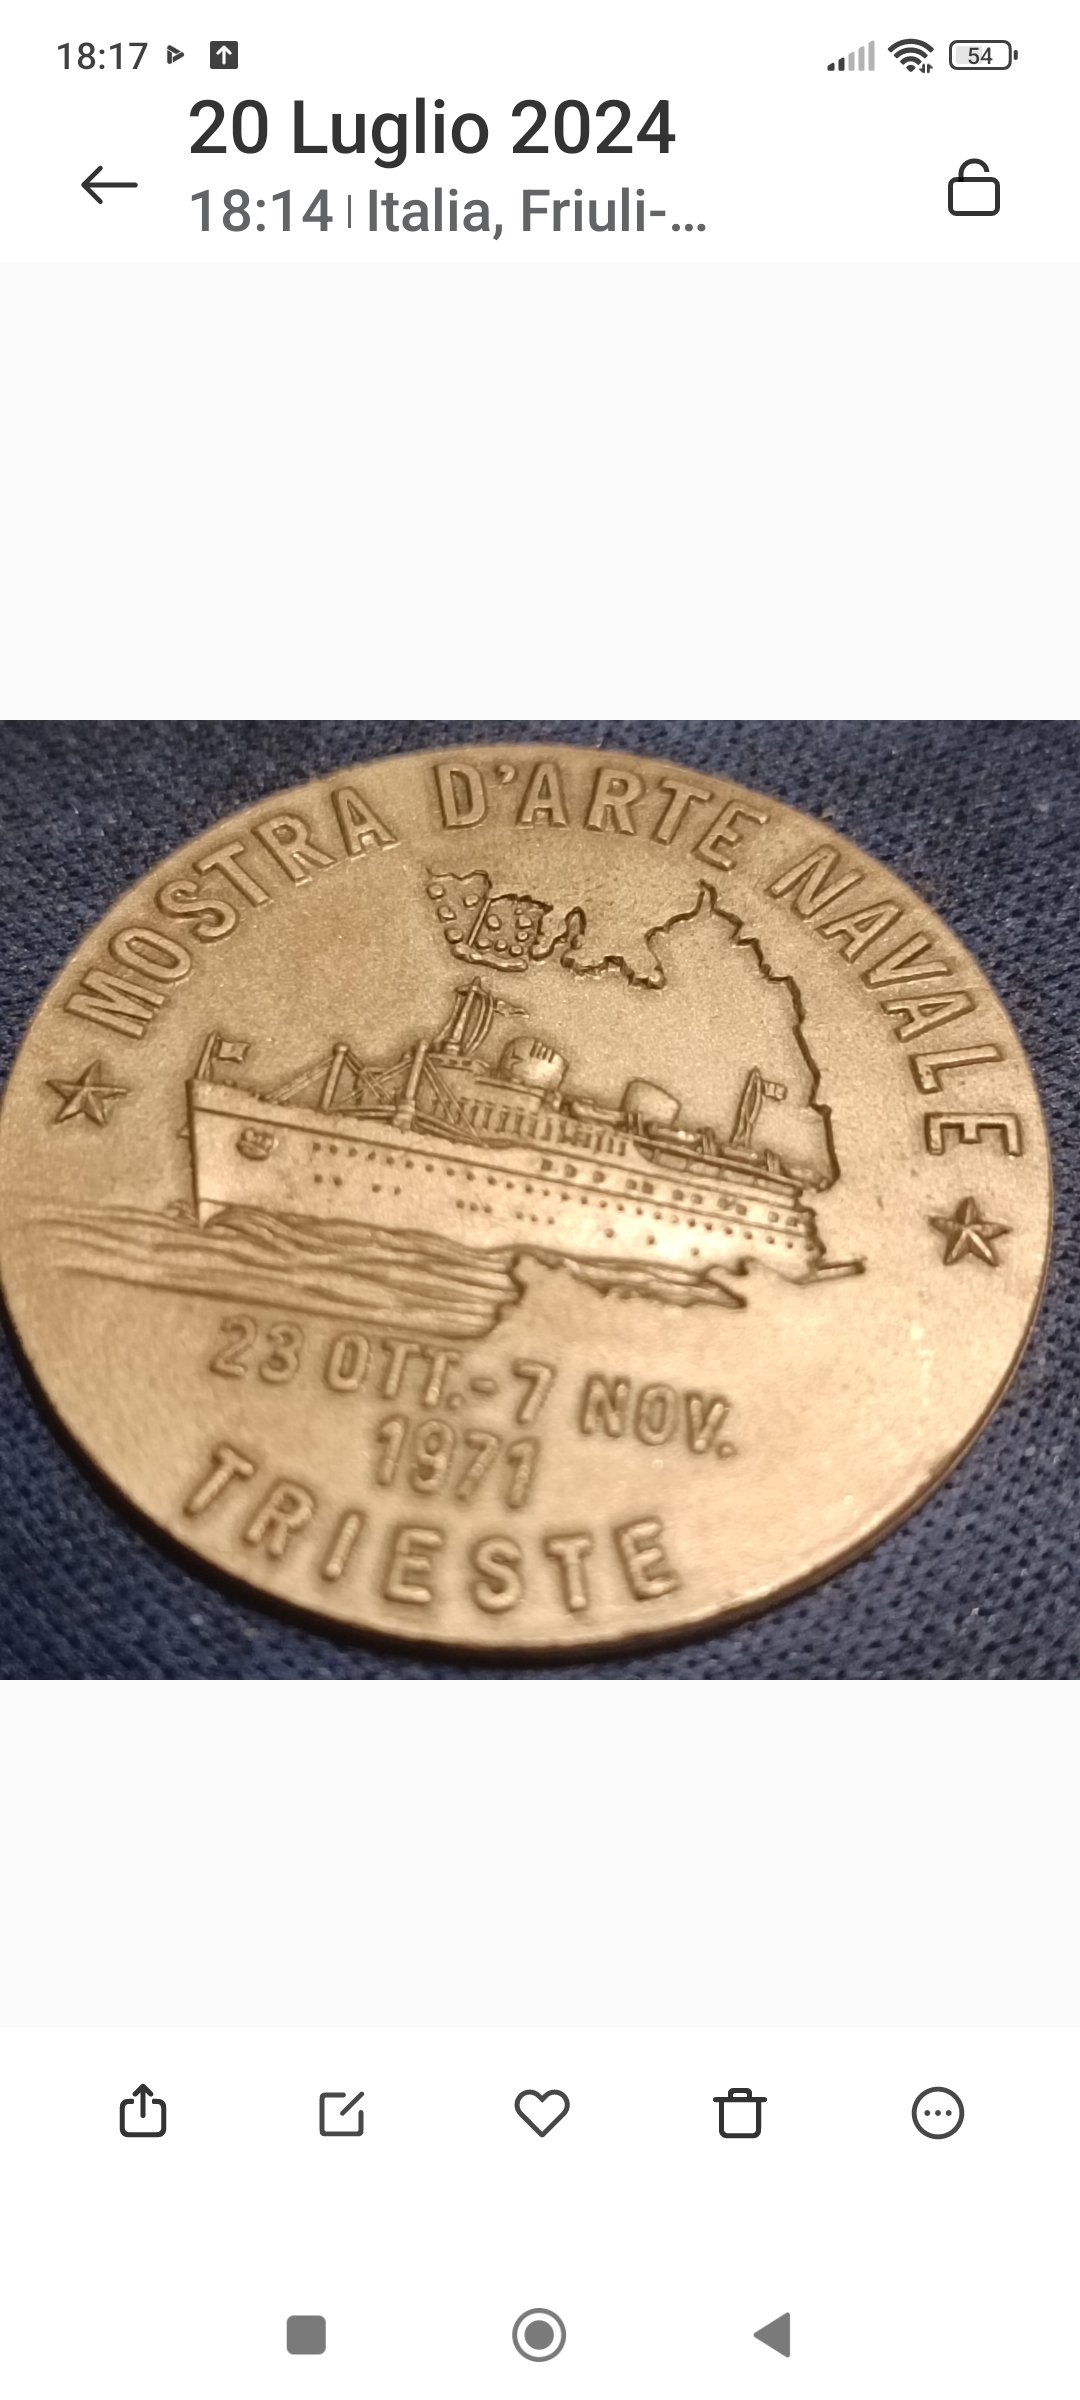 18:17
54
20 Luglio 2024
18:14 | Italia, Friuli-...
MOSTRA D'ARTE NAVALE
23 OTT.-7 NOV.
1971
TRIESTE